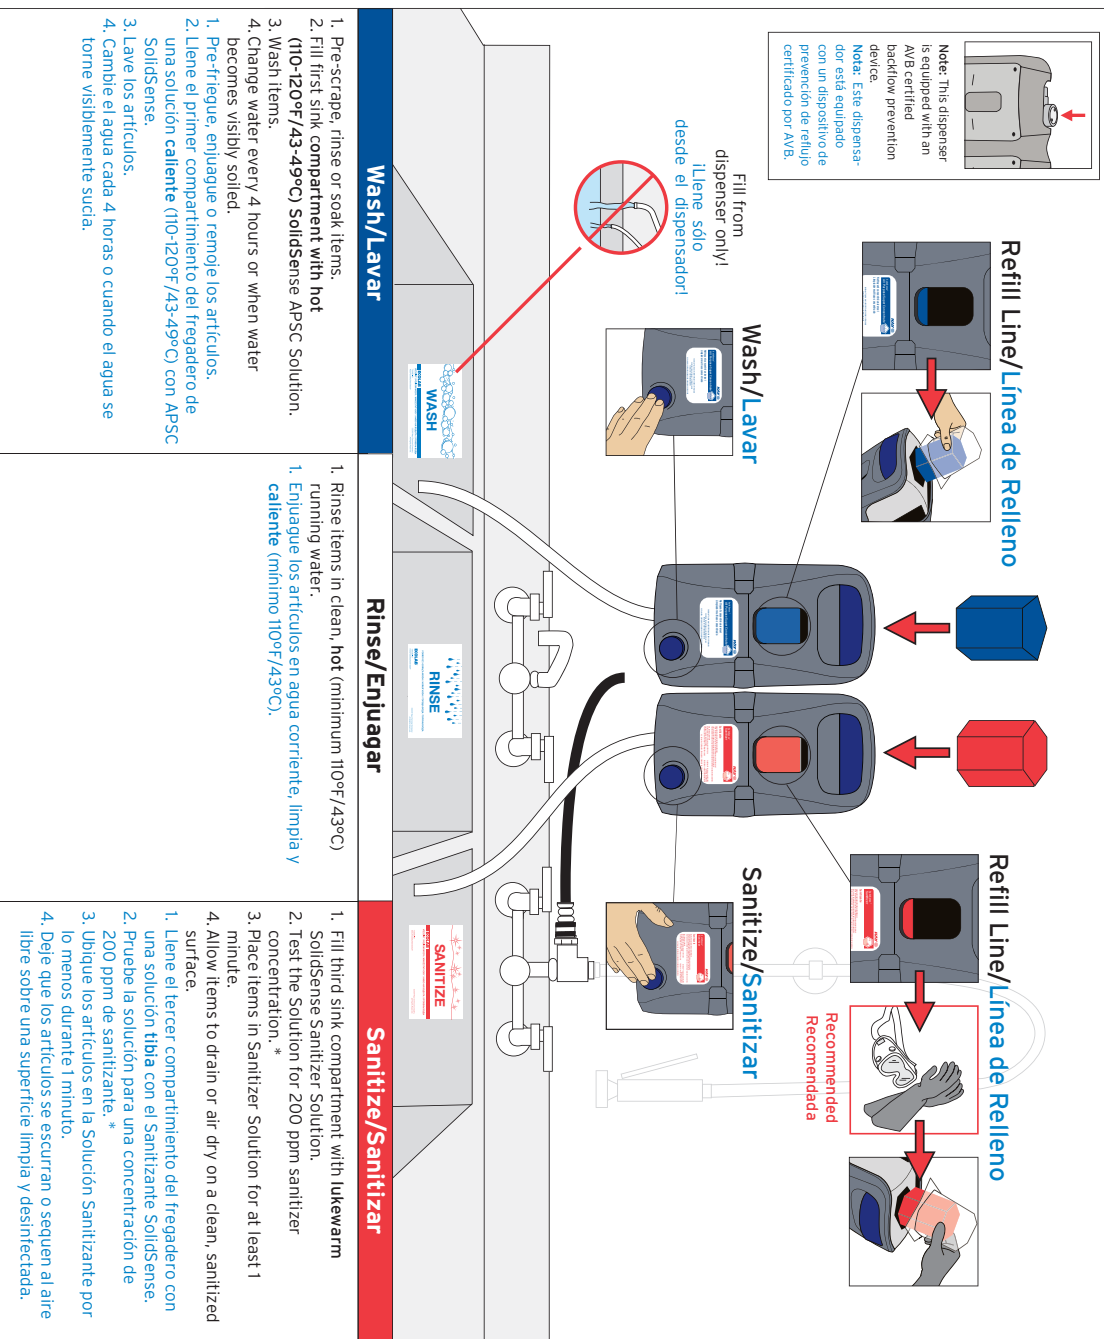 Note: This dispenser
is equipped with an
AVB certified
backflow prevention
device.
Nota: Este dispensa-
dor está equipado
con un dispositivo de
prevención de reflujo
certificado por AVB.
Refill Line/Línea de Relleno
Refill Line/Línea de Relleno
Recommended
Recomendada
Fill from
dispenser only!
¡Llene sólo
desde el dispensador!
Wash/Lavar
Sanitize/Sanitizar
WASH
ECOLAB
RINSE
ECOLAB
SANITIZE
ECOLAB
Wash/Lavar
1. Pre-scrape, rinse or soak items.
2. Fill first sink compartment with hot
(110-120°F/43-49°C) SolidSense APSC Solution.
3. Wash items.
4. Change water every 4 hours or when water
becomes visibly soiled.
1. Pre-friegue, enjuague o remoje los artículos.
2. Llene el primer compartimiento del fregadero de
una solución caliente (110-120°F/43-49°C) con APSC
SolidSense.
3. Lave los artículos.
4. Cambie el agua cada 4 horas o cuando el agua se
torne visiblemente sucia.
Rinse/Enjuagar
1. Rinse items in clean, hot (minimum 110°F/43°C)
running water.
1. Enjuague los artículos en agua corriente, limpia y
caliente (mínimo 110°F/43°C).
Sanitize/Sanitizar
1. Fill third sink compartment with lukewarm
SolidSense Sanitizer Solution.
2. Test the Solution for 200 ppm sanitizer
concentration. *
3. Place items in Sanitizer Solution for at least 1
minute.
4. Allow items to drain or air dry on a clean, sanitized
surface.
1. Llene el tercer compartimiento del fregadero con
una solución tibia con el Sanitizante SolidSense.
2. Pruebe la solución para una concentración de
200 ppm de sanitizante. *
3. Ubique los artículos en la Solución Sanitizante por
lo menos durante 1 minuto.
4. Deje que los artículos se escurran o sequen al aire
libre sobre una superficie limpia y desinfectada.